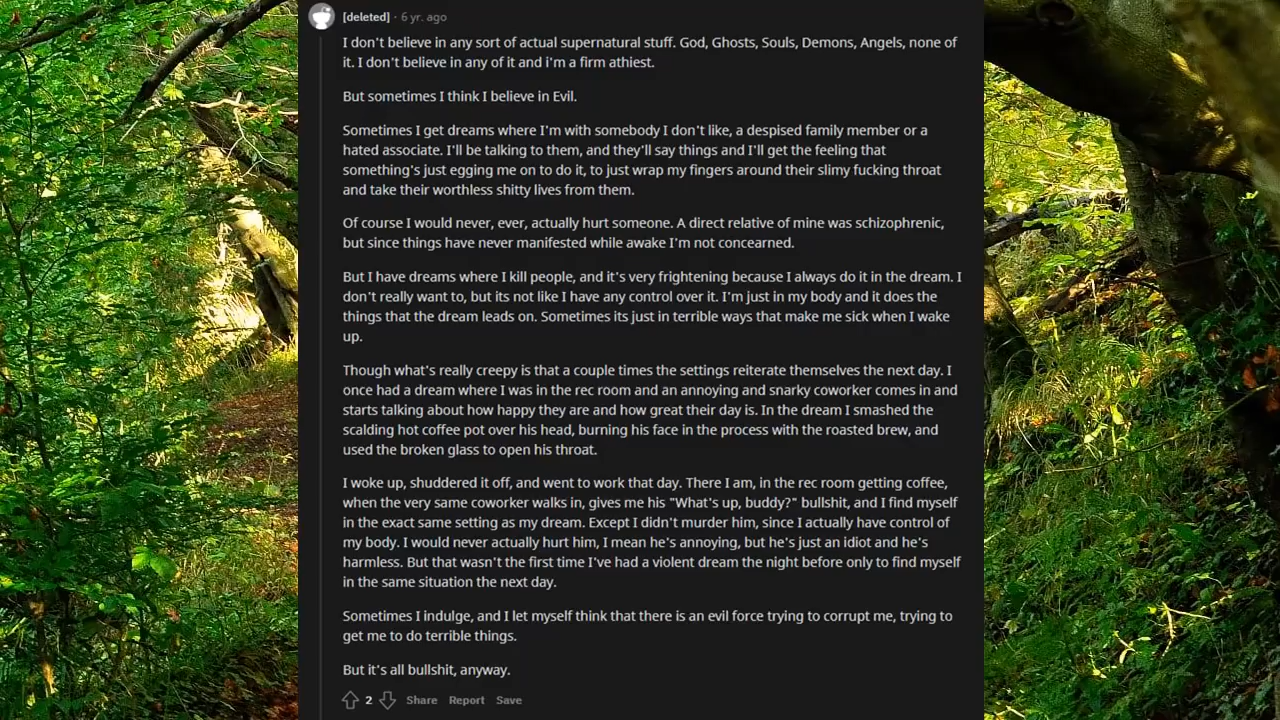 [deleted] · 6 yr. ago
I don't believe in any sort of actual supernatural stuff. God, Ghosts, Souls, Demons, Angels, none of
it. I don't believe in any of it and i'm a firm athiest.
But sometimes I think I believe in Evil.
Sometimes I get dreams where I'm with somebody I don't like, a despised family member or a
hated associate. I'll be talking to them, and they'll say things and I'll get the feeling that
something's just egging me on to do it, to just wrap my fingers around their slimy fucking throat
and take their worthless shitty lives from them.
Of course I would never, ever, actually hurt someone. A direct relative of mine was schizophrenic,
but since things have never manifested while awake I'm not concearned.
But I have dreams where I kill people, and it's very frightening because I always do it in the dream. I
don't really want to, but its not like I have any control over it. I'm just in my body and it does the
things that the dream leads on. Sometimes its just in terrible ways that make me sick when I wake
up.
Though what's really creepy is that a couple times the settings reiterate themselves the next day. I
once had a dream where I was in the rec room and an annoying and snarky coworker comes in and
starts talking about how happy they are and how great their day is. In the dream I smashed the
scalding hot coffee pot over his head, burning his face in the process with the roasted brew, and
used the broken glass to open his throat.
I woke up, shuddered it off, and went to work that day. There I am, in the rec room getting coffee,
when the very same coworker walks in, gives me his "What's up, buddy?" bullshit, and I find myself
in the exact same setting as my dream. Except I didn't murder him, since I actually have control of
my body. I would never actually hurt him, I mean he's annoying, but he's just an idiot and he's
harmless. But that wasn't the first time I've had a violent dream the night before only to find myself
in the same situation the next day.
Sometimes I indulge, and I let myself think that there is an evil force trying to corrupt me, trying to
get me to do terrible things.
But it's all bullshit, anyway.
2 Share Report Save